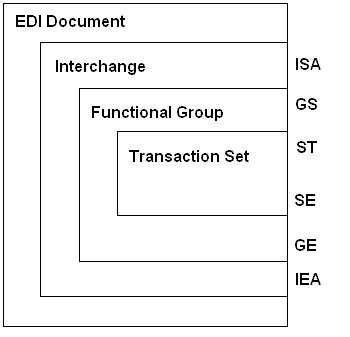 EDI Document
Interchange
ISA
GS
Functional Group
ST
Transaction Set
SE
GE
IEA